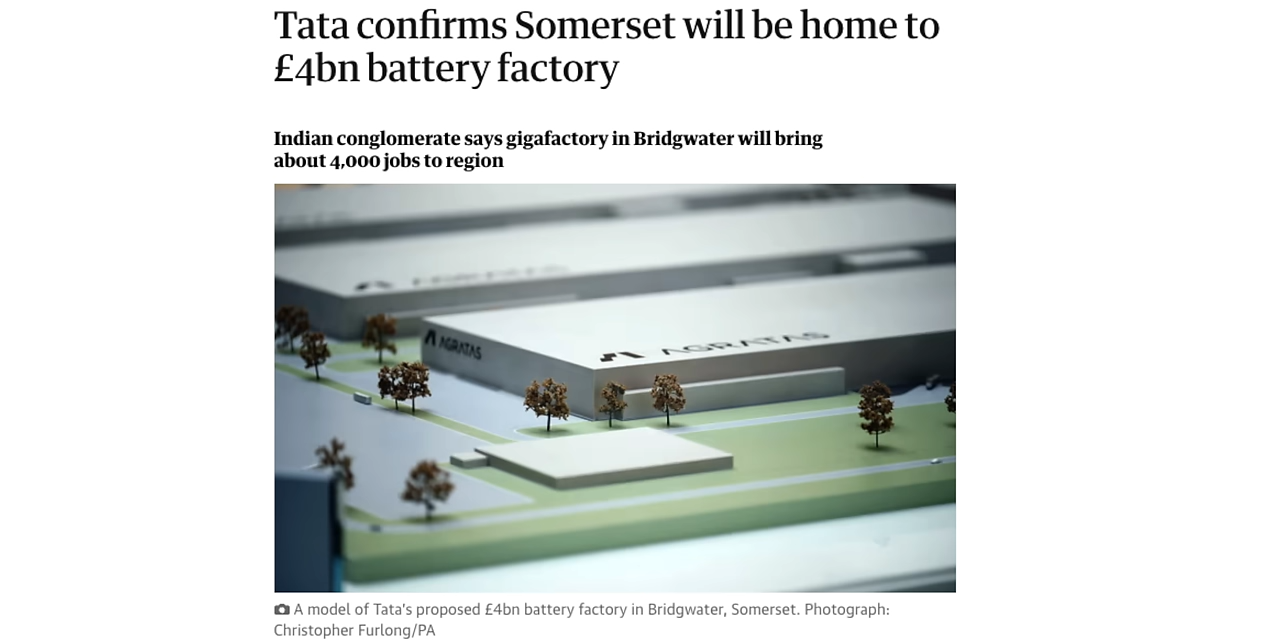 Tata confirms Somerset will be home to
£4bn battery factory
Indian conglomerate says gigafactory in Bridgwater will bring
about 4,000 jobs to region
AGRATAS
AGRATAS
AGRATAS
A model of Tata's proposed £4bn battery factory in Bridgwater, Somerset. Photograph:
Christopher Furlong/PA